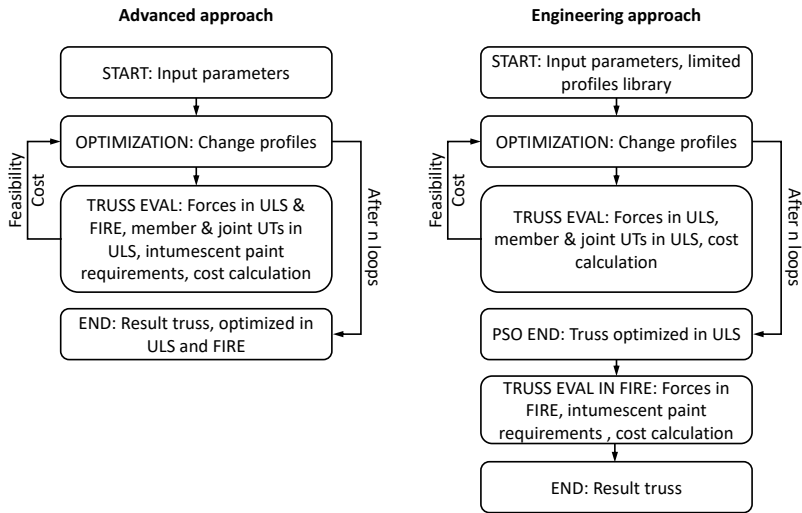 Advanced approach
START: Input parameters
OPTIMIZATION: Change profiles
Feasibility
Cost
TRUSS EVAL: Forces in ULS &
FIRE, member & joint UTs in
ULS, intumescent paint
requirements, cost calculation
After n loops
END: Result truss, optimized in
ULS and FIRE
Engineering approach
START: Input parameters, limited
profiles library
OPTIMIZATION: Change profiles
Feasibility
Cost
TRUSS EVAL: Forces in ULS,
member & joint UTs in ULS, cost
calculation
After n loops
PSO END: Truss optimized in ULS
TRUSS EVAL IN FIRE: Forces in
FIRE, intumescent paint
requirements , cost calculation
END: Result truss